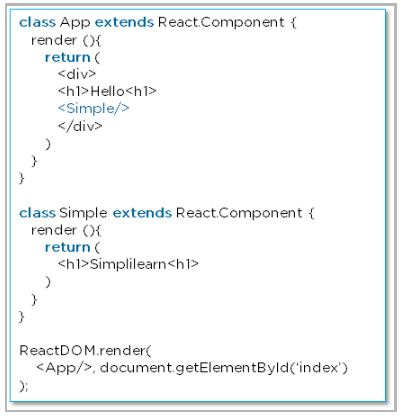 class App extends React.Component {
render (){
return (
<div>
<h1>Hello<h1>
<Simple/>
</div>
)
}
}
class Simple extends React.Component {
render (){
return (
<h1>Simplilearn<h1>
)
}
}
ReactDOM.render(
<App/>, document.getElementById(‘index’)
);